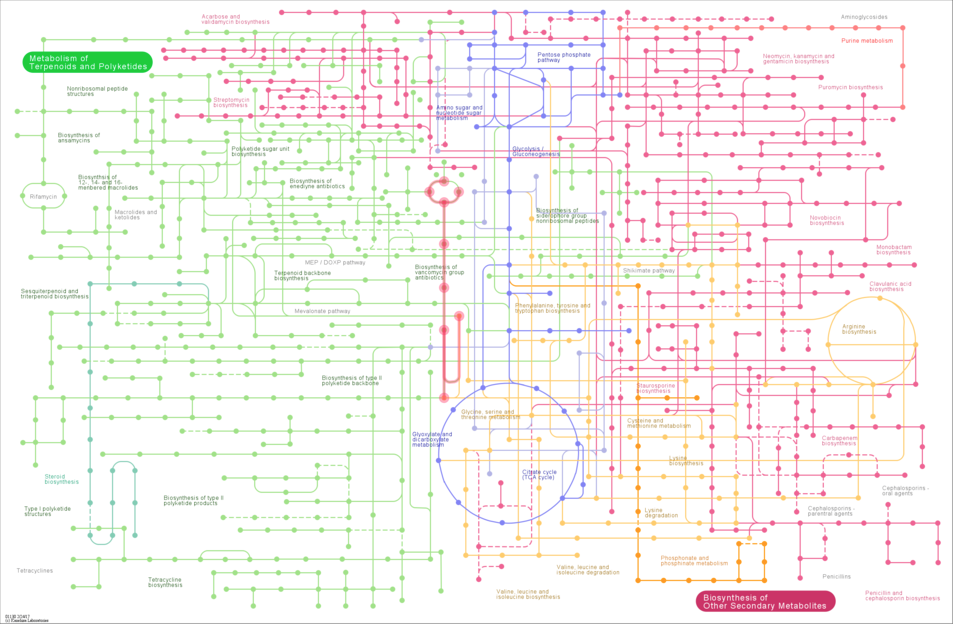 Acarbose and
validamycin biosynthesis
Aminoglycosides
Purine metabolism
Metabolism of
Terpenoids and Polyketides
Pentose phosphate
pathway
Neomycin, kanamycin and
gentamicin biosynthesis
Nonribosomal peptide
structures
Puromycin biosynthesis
Streptomycin
biosynthesis
Amino sugar and
nucleotide sugar
metabolism
Biosynthesis of
ansamycins
Polyketide sugar unit
biosynthesis
Glycolysis /
Gluconeogenesis
Biosynthesis of
12-, 14- and 16-
membered macrolides
Biosynthesis of
enediyne antibiotics
Rifamycin
Macrolides and
ketolides
Biosynthesis of
siderophore group
nonribosomal peptides
Novobiocin
biosynthesis
Monobactam
biosynthesis
MEP / DOXP pathway
Terpenoid backbone
biosynthesis
Biosynthesis of
vancomycin group
antibiotics
Shikimate pathway
Clavulanic acid
biosynthesis
Sesquiterpenoid and
triterpenoid biosynthesis
Mevalonate pathway
Phenylalanine, tyrosine and
tryptophan biosynthesis
Arginine
biosynthesis
Biosynthesis of type II
polyketide backbone
Staurosporine
biosynthesis
Glycine, serine and
threonine metabolism
Cysteine and
methionine metabolism
Glyoxylate and
dicarboxylate
metabolism
Carbapenem
biosynthesis
Lysine
biosynthesis
Steroid
biosynthesis
Citrate cycle
(TCA cycle)
Cephalosporins -
oral agents
Biosynthesis of type II
polyketide products
Type I polyketide
structures
Lysine
degradation
Cephalosporins -
parentral agents
Phosphonate and
phosphinate metabolism
Tetracyclines
Tetracycline
biosynthesis
Valine, leucine and
isoleucine degradation
Penicillins
Valine, leucine and
isoleucine biosynthesis
Biosynthesis of
Other Secondary Metabolites
Penicillin and
cephalosporin biosynthesis
(c) Kanehisa Laboratories